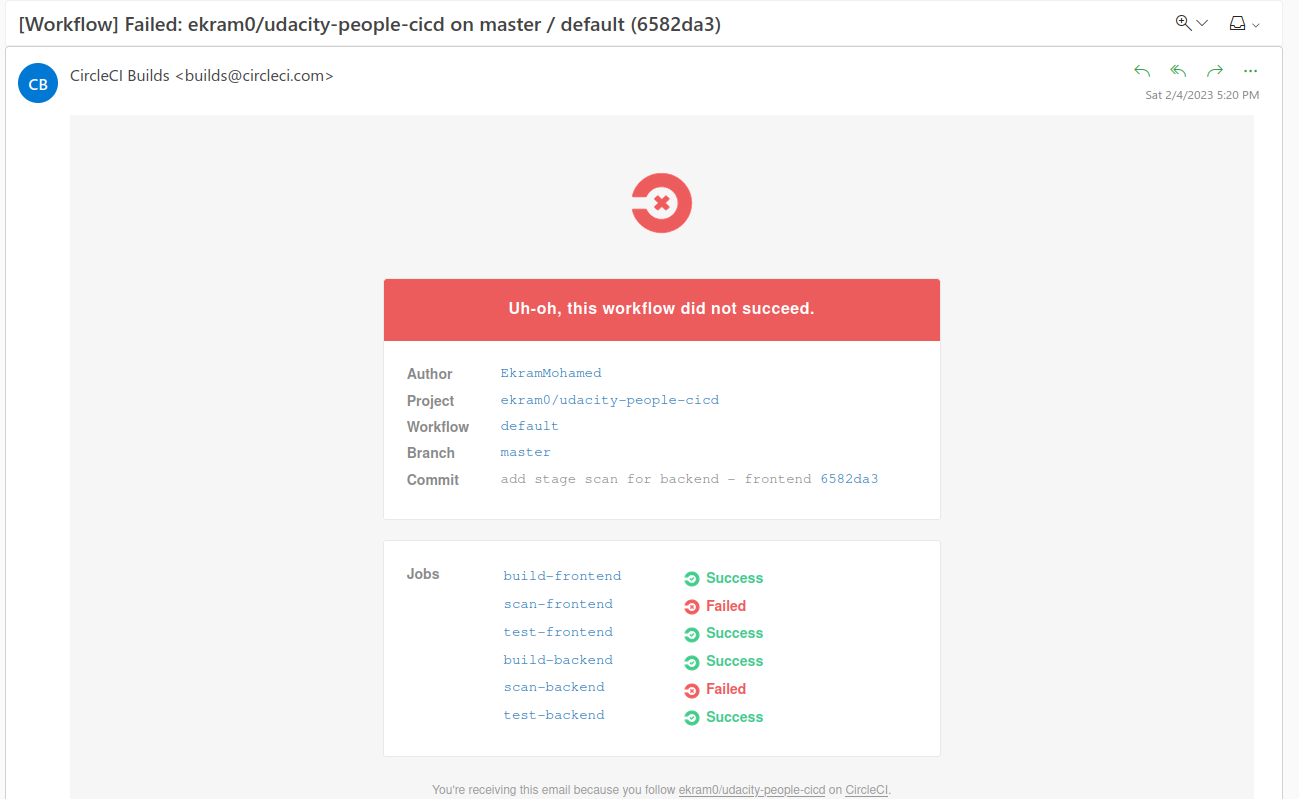 [Workflow] Failed: ekram0/udacity-people-cicd on master / default (6582da3)
CB
CircleCI Builds <builds@circleci.com>
Sat 2/4/2023 5:20 PM
Uh-oh, this workflow did not succeed.
Author EkramMohamed
Project ekram0/udacity-people-cicd
Workflow default
Branch master
Commit add stage scan for backend - frontend 6582da3
Jobs build-frontend Success
scan-frontend Failed
test-frontend Success
build-backend Success
scan-backend Failed
test-backend Success
You're receiving this email because you follow ekram0/udacity-people-cicd on CircleCI.